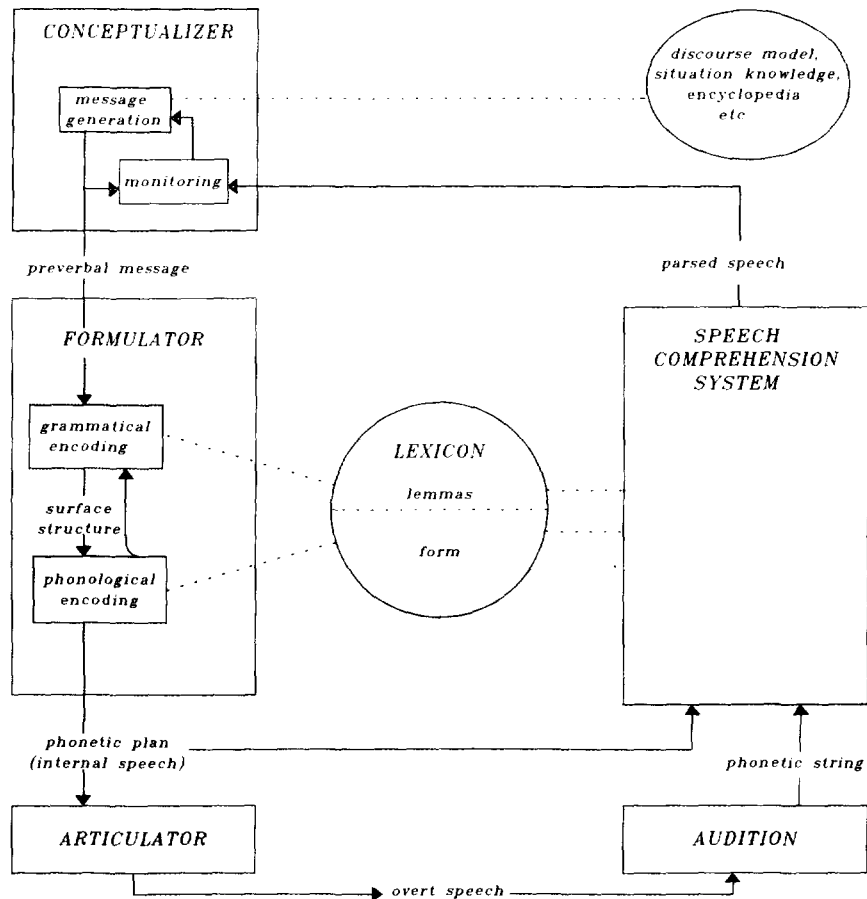 CONCEPTUALIZER
message
generation
monitoring
discourse model,
situation knowledge,
encyclopedia
etc
preverbal message
parsed speech
FORMULATOR
grammatical
encoding
surface
structure
phonological
encoding
LEXICON
lemmas
form
SPEECH
COMPREHENSION
SYSTEM
phonetic plan
(internal speech)
phonetic string
ARTICULATOR
AUDITION
overt speech